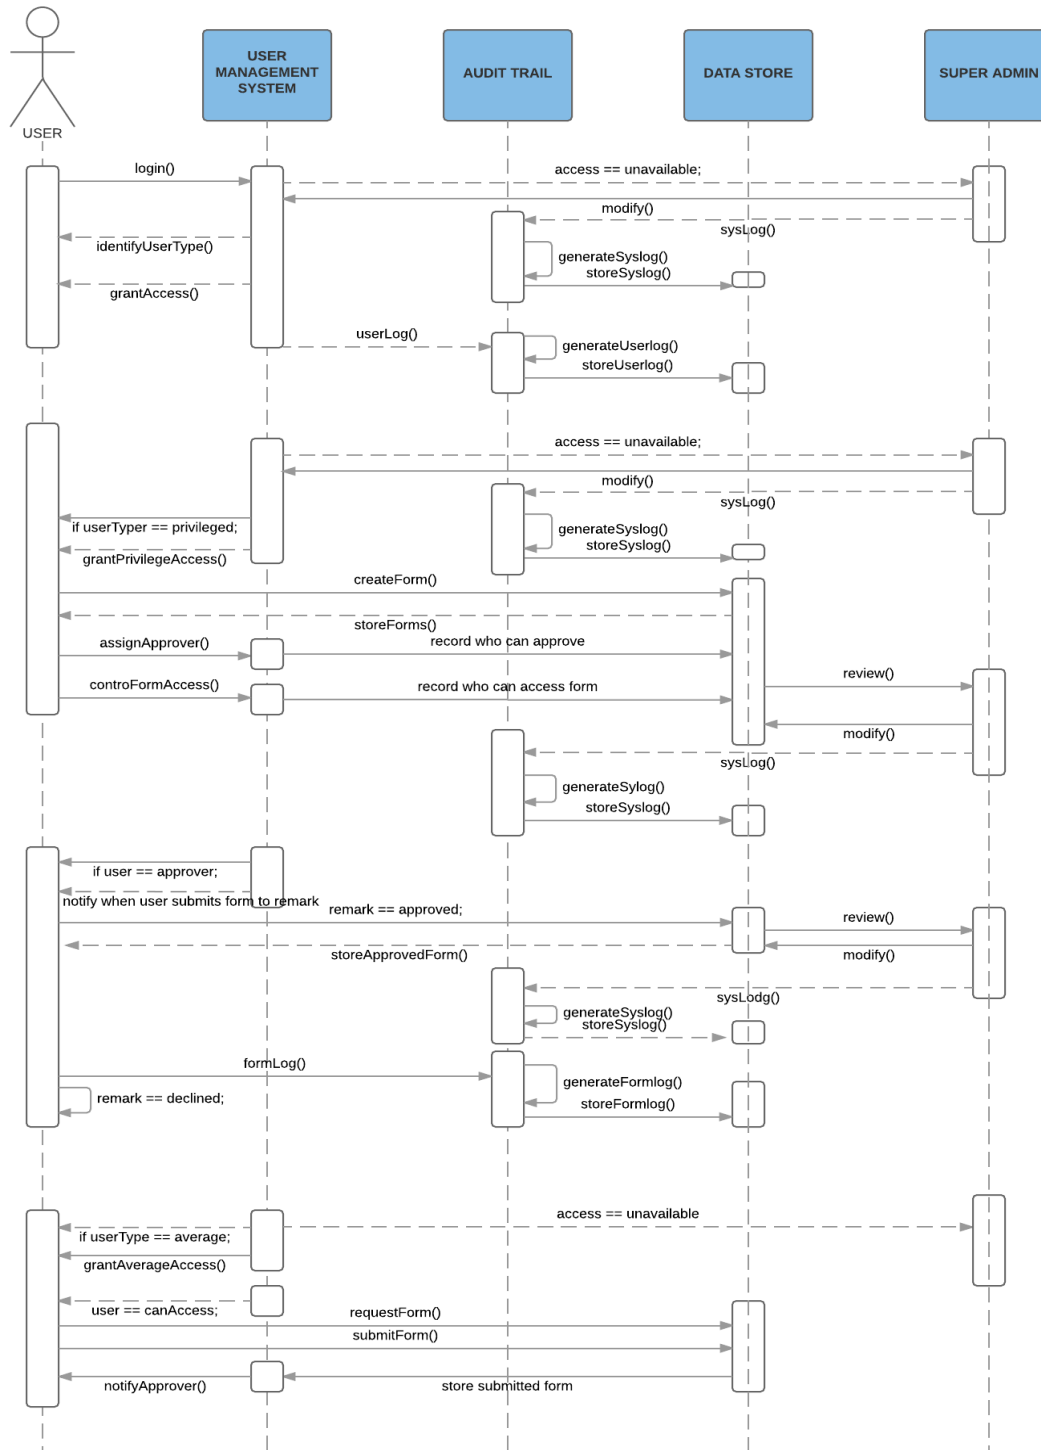 USER
MANAGEMENT
SYSTEM
AUDIT TRAIL
DATA STORE
SUPER ADMIN
USER
login()
access == unavailable;
modify()
sysLog()
identifyUserType()
generateSyslog()
storeSyslog()
grantAccess()
userLog()
generateUserlog()
storeUserlog()
access == unavailable;
modify()
sysLog()
if userTyper == privileged;
generateSyslog()
storeSyslog()
grantPrivilegeAccess()
createForm()
storeForms()
assignApprover()
record who can approve
review()
controFormAccess()
record who can access form
modify()
sysLog()
generateSylog()
storeSyslog()
if user == approver;
notify when user submits form to remark
remark == approved;
review()
storeApprovedForm()
modify()
sysLodg()
generateSyslog()
storeSyslog()
formLog()
generateFormlog()
remark == declined;
storeFormlog()
access == unavailable
if userType == average;
grantAverageAccess()
user == canAccess;
requestForm()
submitForm()
notifyApprover()
store submitted form